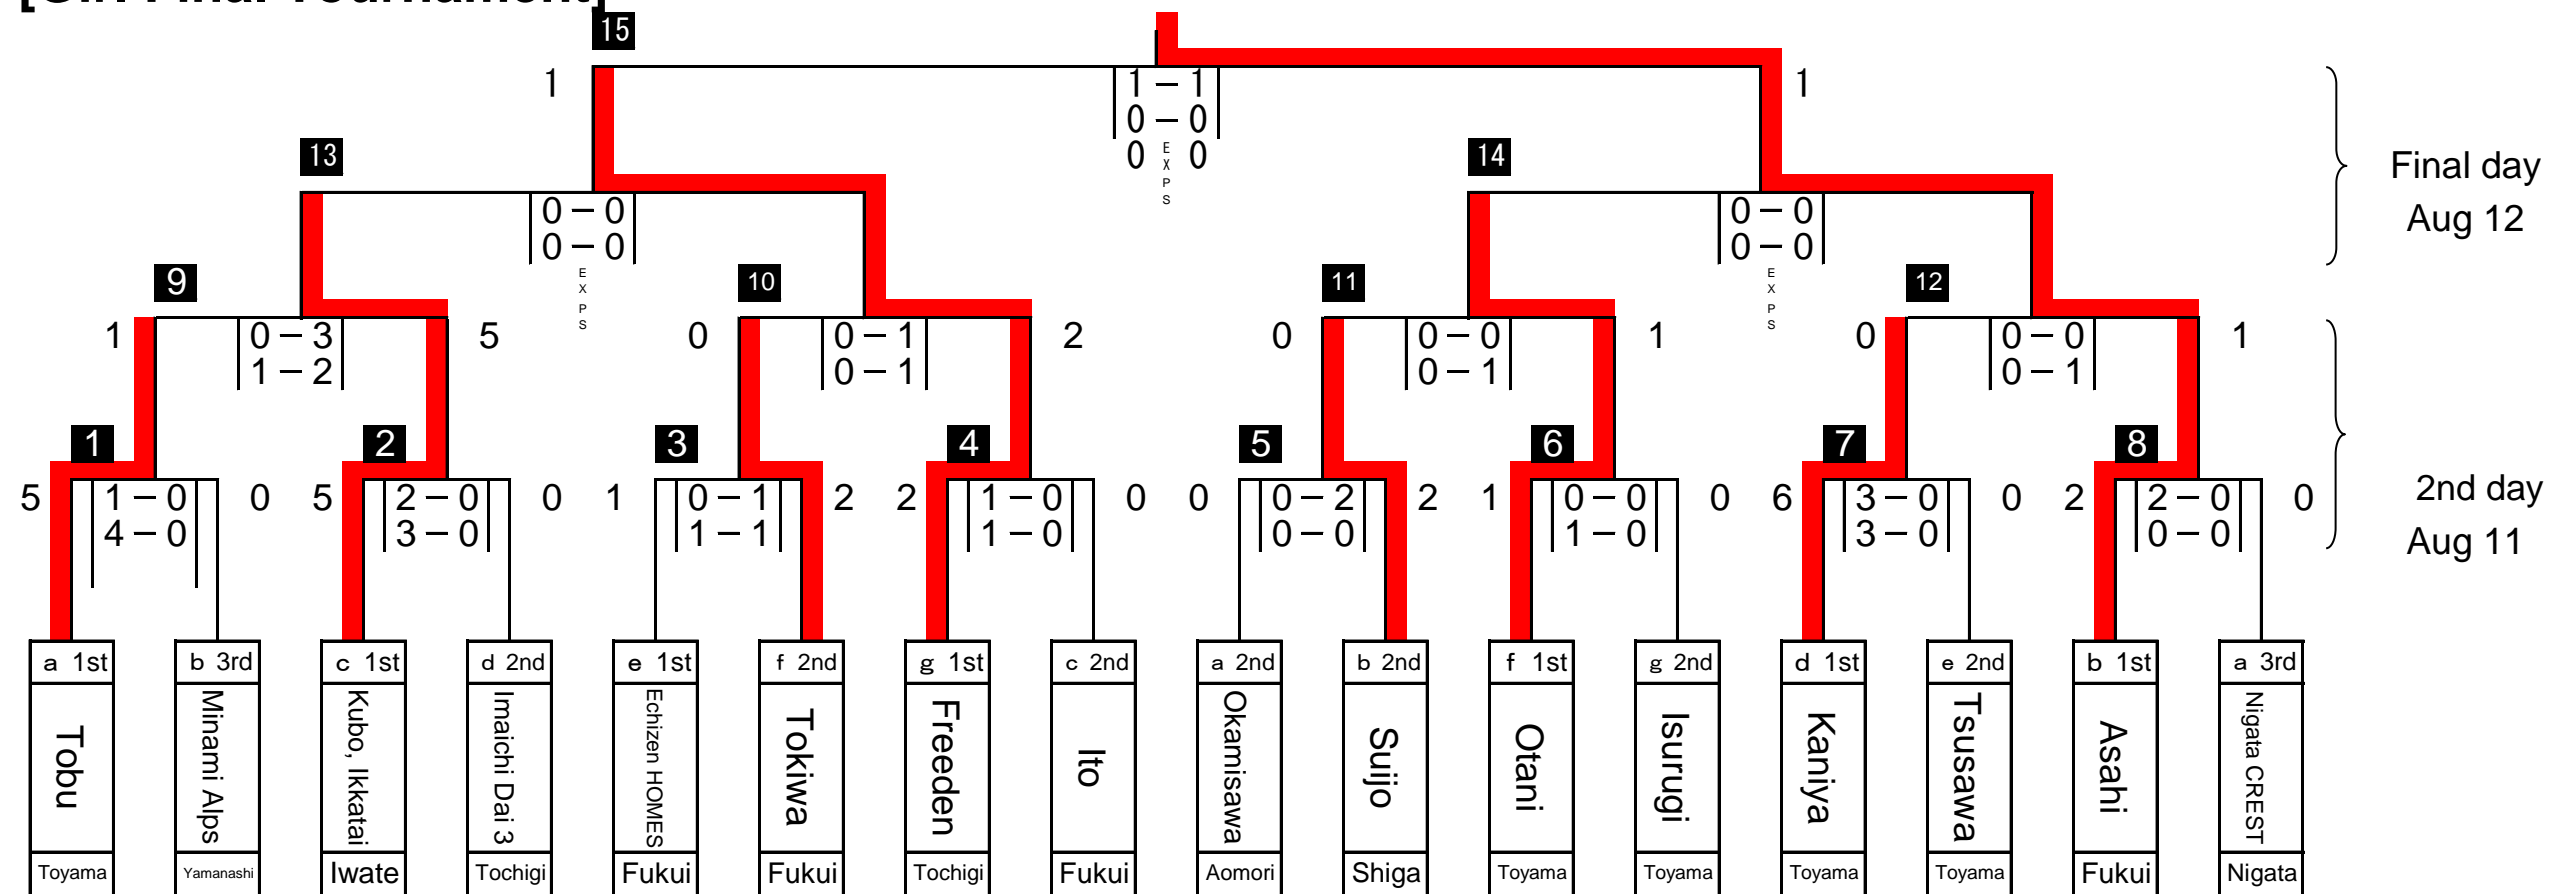 [Girl Final Tournament]
15
1
1 − 1
1
0 − 0
0 EXPS 0
13
14
Final day
Aug 12
0 − 0
0 − 0
EXPS
0 − 0
0 − 0
EXPS
9
10
11
12
1
0 − 3
5
0
0 − 1
2
0
0 − 0
1
0
0 − 0
1
1 − 2
0 − 1
0 − 1
0 − 1
1
2
3
4
5
6
7
8
5
1 − 0
0
5
2 − 0
0
1
0 − 1
2
2
1 − 0
0
0
0 − 2
2
1
0 − 0
0
6
3 − 0
0
2
2 − 0
0
4 − 0
3 − 0
1 − 1
1 − 0
0 − 0
1 − 0
3 − 0
0 − 0
2nd day
Aug 11
a 1st
b 3rd
c 1st
d 2nd
e 1st
f 2nd
g 1st
c 2nd
a 2nd
b 2nd
f 1st
g 2nd
d 1st
e 2nd
b 1st
a 3rd
Tobu
Minami Alps
Kubo, Ikkatai
Imaichi Dai 3
Echizen HOMES
Tokiwa
Freeden
Ito
Okamisawa
Suijo
Otani
Isurugi
Kaniya
Tsusawa
Asahi
Nigata CREST
Toyama
Yamanashi
Iwate
Tochigi
Fukui
Fukui
Tochigi
Fukui
Aomori
Shiga
Toyama
Toyama
Toyama
Toyama
Fukui
Nigata